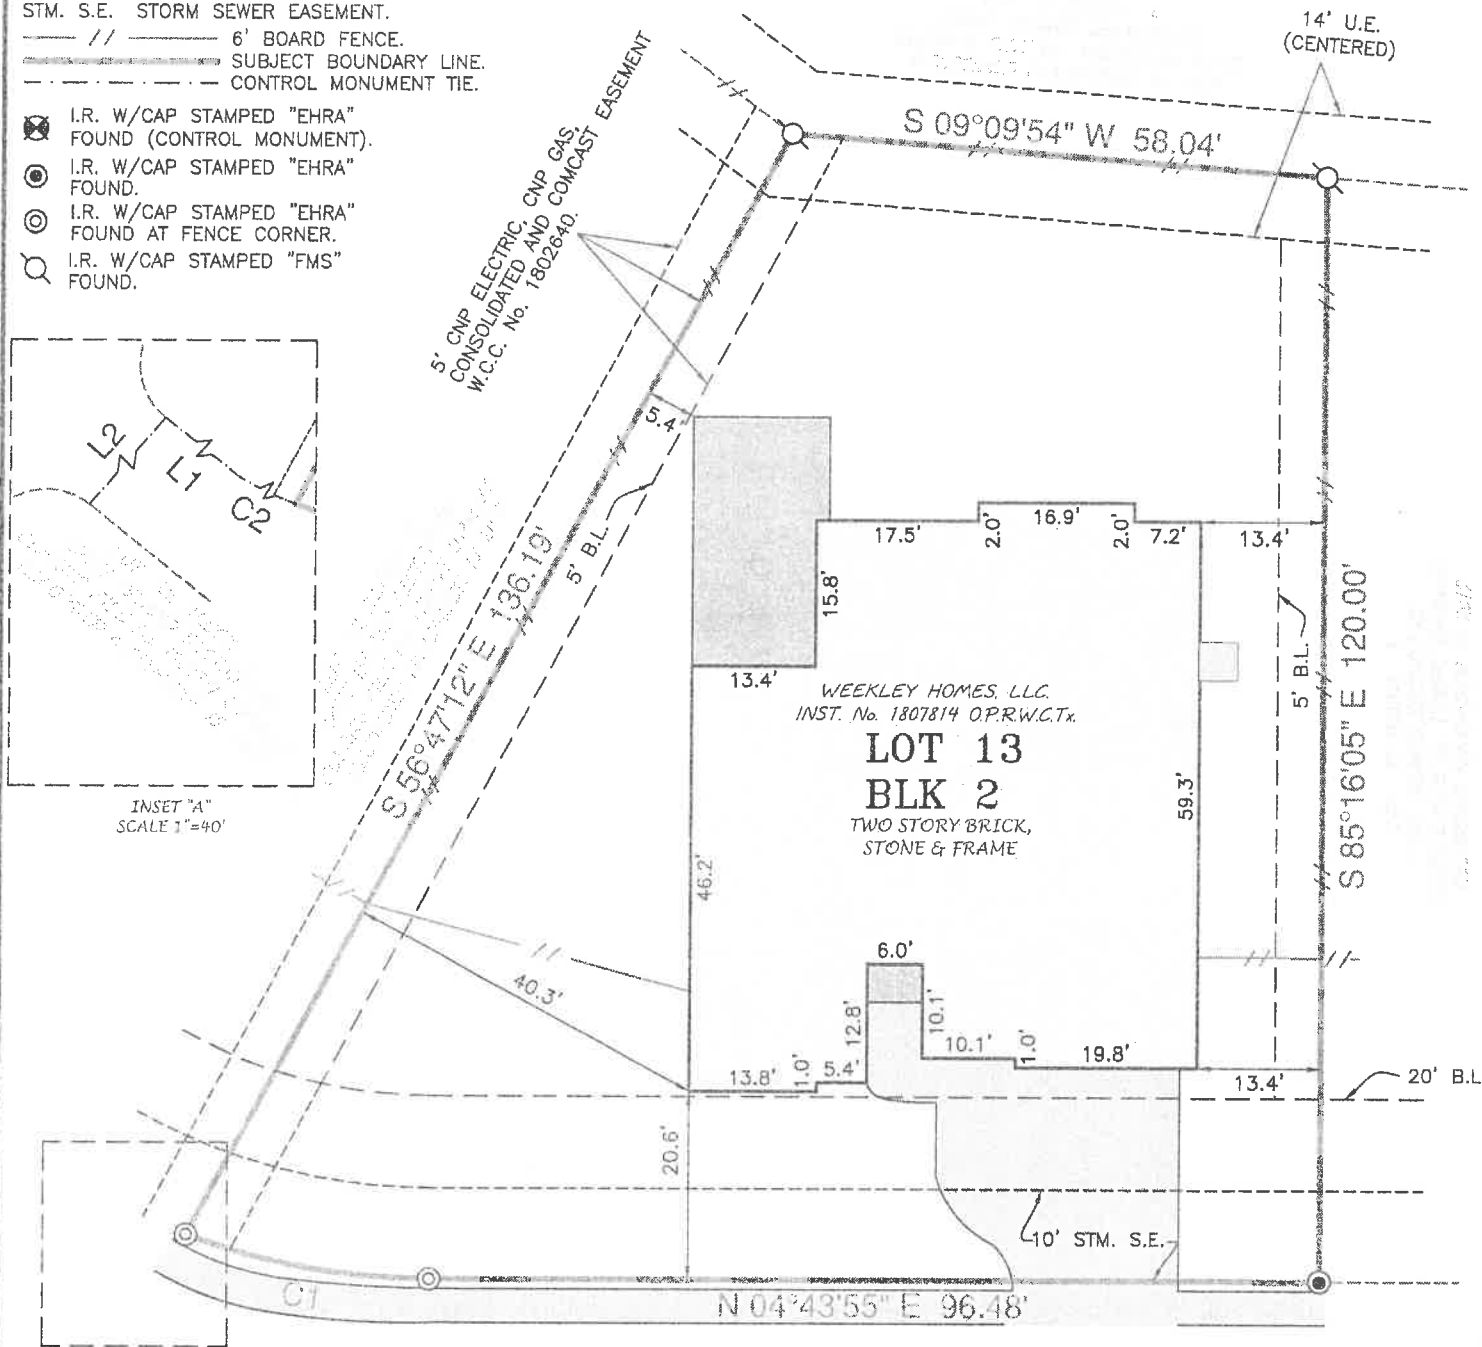 STM. S.E. STORM SEWER EASEMENT.
// 6' BOARD FENCE.
SUBJECT BOUNDARY LINE.
CONTROL MONUMENT TIE.
I.R. W/CAP STAMPED "EHRA"
FOUND (CONTROL MONUMENT).
I.R. W/CAP STAMPED "EHRA"
FOUND.
I.R. W/CAP STAMPED "EHRA"
FOUND AT FENCE CORNER.
I.R. W/CAP STAMPED "FMS"
FOUND.
14' U.E.
(CENTERED)
S 09°09'54" W 58.04'
5' CNP ELECTRIC, CNP GAS,
CONSOLIDATED AND COMCAST EASEMENT
W.C.C. No. 1802640.
L2
L1
C2
INSET "A"
SCALE 1"=40'
5.4'
5' B.L.
S 56°47'12" E 136.19'
17.5'
2.0'
16.9'
2.0'
7.2'
13.4'
15.8'
13.4'
5' B.L.
S 85°16'05" E 120.00'
WEEKLEY HOMES, LLC.
INST. No. 1807814 O.P.R.W.C.Tx.
LOT 13
BLK 2
TWO STORY BRICK,
STONE & FRAME
59.3'
46.2'
40.3'
6.0'
12.8'
10.1'
10.1'
1.0'
19.8'
13.8'
1.0'
5.4'
13.4'
20' B.L
20.6'
10' STM. S.E.
C1
N 04°43'55" E 96.48'